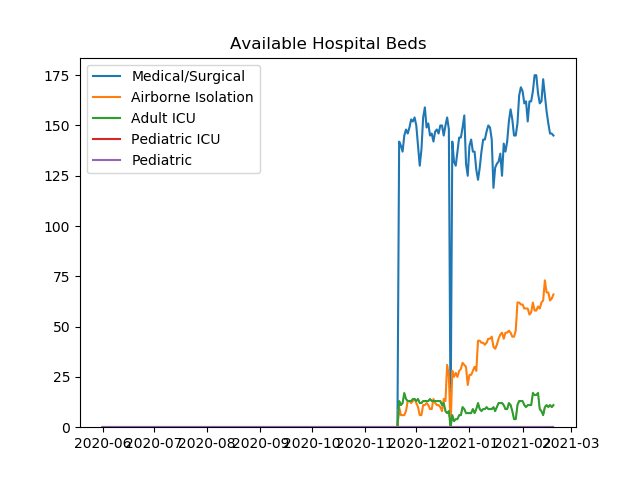 Available Hospital Beds
Medical/Surgical
Airborne Isolation
Adult ICU
Pediatric ICU
Pediatric
175
150
125
100
75
50
25
0
2020-06 2020-07 2020-08 2020-09 2020-10 2020-11 2020-12 2021-01 2021-02 2021-03